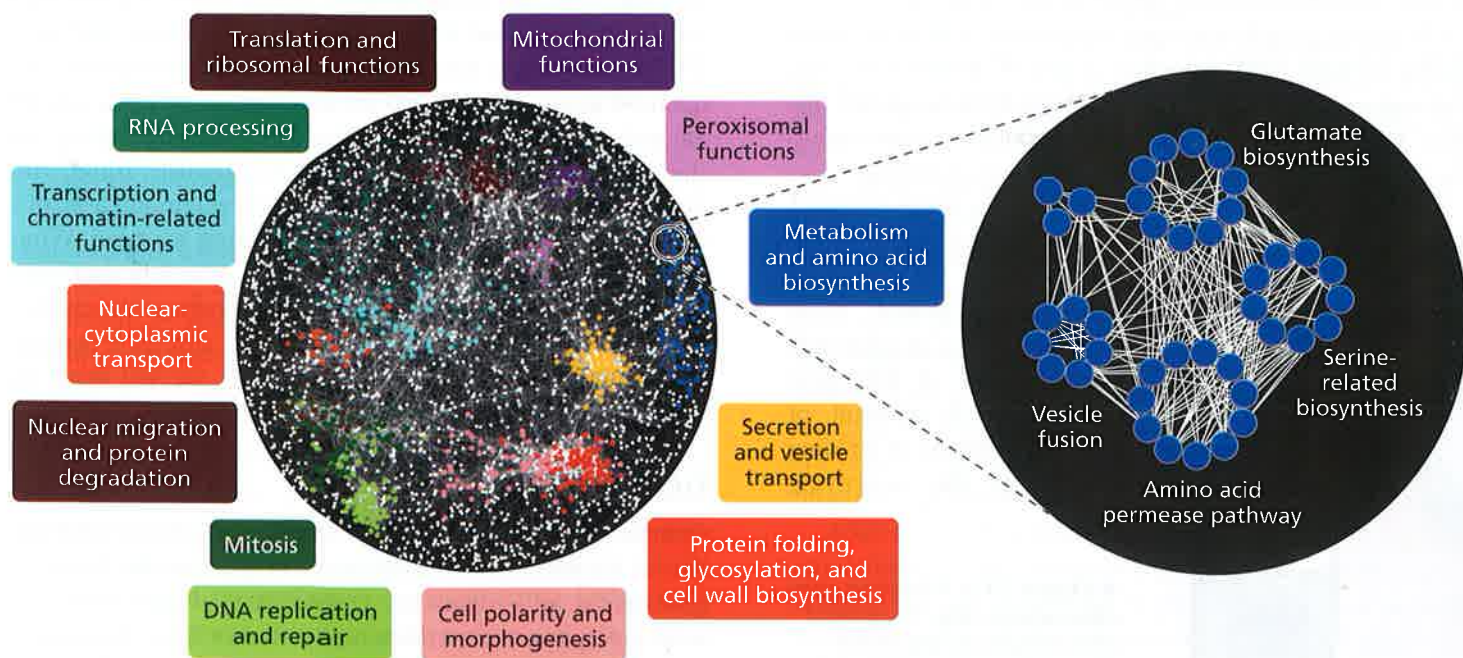 Translation and
ribosomal functions
Mitochondrial
functions
RNA processing
Peroxisomal
functions
Transcription and
chromatin-related
functions
Metabolism
and amino acid
biosynthesis
Nuclear-
cytoplasmic
transport
Nuclear migration
and protein
degradation
Secretion
and vesicle
transport
Mitosis
Protein folding,
glycosylation, and
cell wall biosynthesis
DNA replication
and repair
Cell polarity and
morphogenesis
Glutamate
biosynthesis
Serine-
related
biosynthesis
Vesicle
fusion
Amino acid
permease pathway